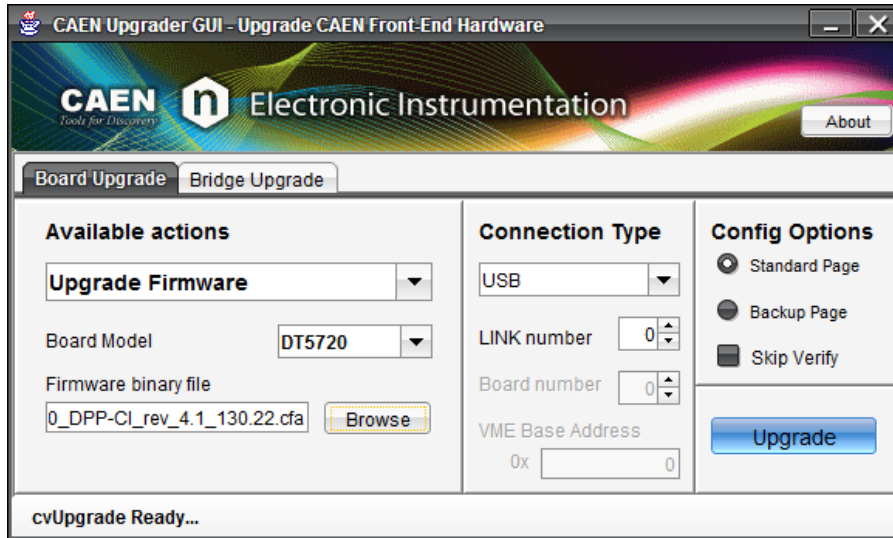 CAEN Upgrader GUI - Upgrade CAEN Front-End Hardware
CAEN
Tools for Discovery
n
Electronic Instrumentation
About
Board Upgrade
Bridge Upgrade
Available actions
Upgrade Firmware
Board Model
DT5720
Firmware binary file
0_DPP-CI_rev_4.1_130.22.cfa
Browse
Connection Type
USB
LINK number
0
Board number
0
VME Base Address
0x
0
Config Options
Standard Page
Backup Page
Skip Verify
Upgrade
cvUpgrade Ready...